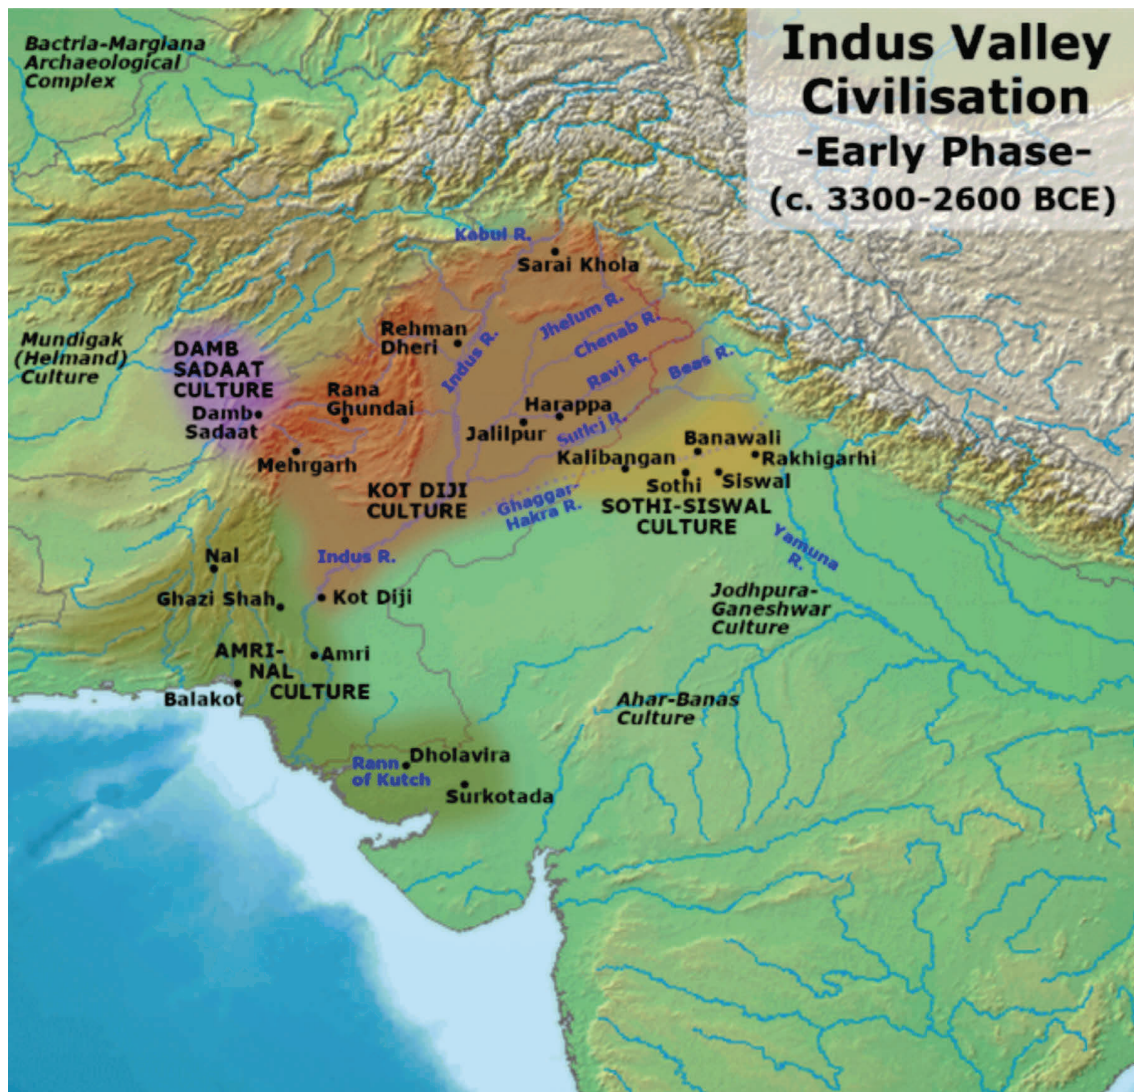 Indus Valley
Civilisation
-Early Phase-
(c. 3300-2600 BCE)
Bactria-Margiana
Archaeological
Complex
Kabul R.
Sarai Khola
Mundigak
(Helmand)
Culture
DAMB
SADAAT
CULTURE
Damb
Sadaat
Rehman
Dheri
Indus R.
Jhelum R.
Chenab R.
Ravi R.
Beas R.
Rana
Ghundai
Harappa
Jalilpur
Sutlej R.
Mehrgarh
Banawali
Kalibangan
Rakhigarhi
Sothi
Siswal
KOT DIJI
CULTURE
Ghaggar-
Hakra R.
SOTHI-SISWAL
CULTURE
Yamuna
R.
Indus R.
Nal
Ghazi Shah
Kot Diji
Jodhpura-
Ganeshwar
Culture
AMRI-
NAL
CULTURE
Amri
Balakot
Ahar-Banas
Culture
Rann
of Kutch
Dholavira
Surkotada